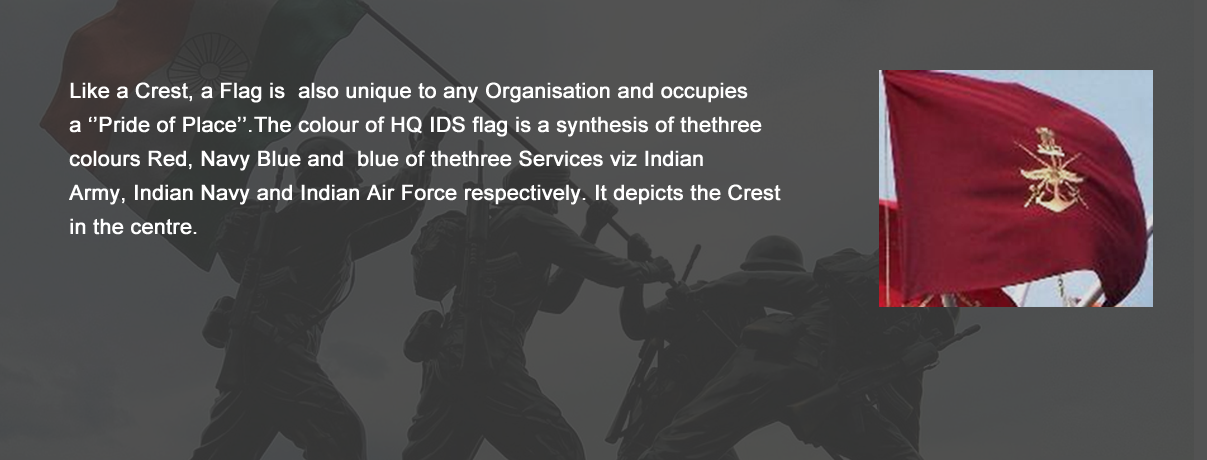 Like a Crest, a Flag is  also unique to any Organisation and occupies
a ‘’Pride of Place’’.The colour of HQ IDS flag is a synthesis of thethree
colours Red, Navy Blue and  blue of thethree Services viz Indian
Army, Indian Navy and Indian Air Force respectively. It depicts the Crest
in the centre.